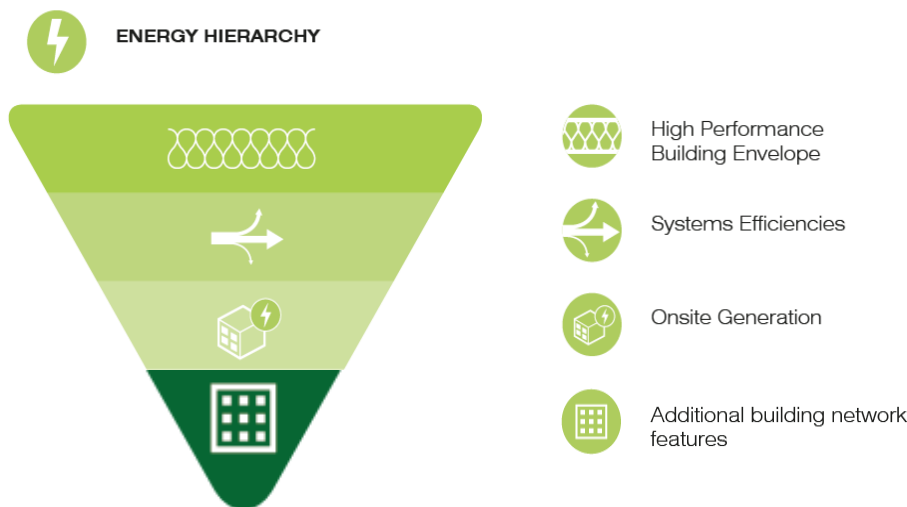 ENERGY HIERARCHY
High Performance
Building Envelope
Systems Efficiencies
Onsite Generation
Additional building network
features